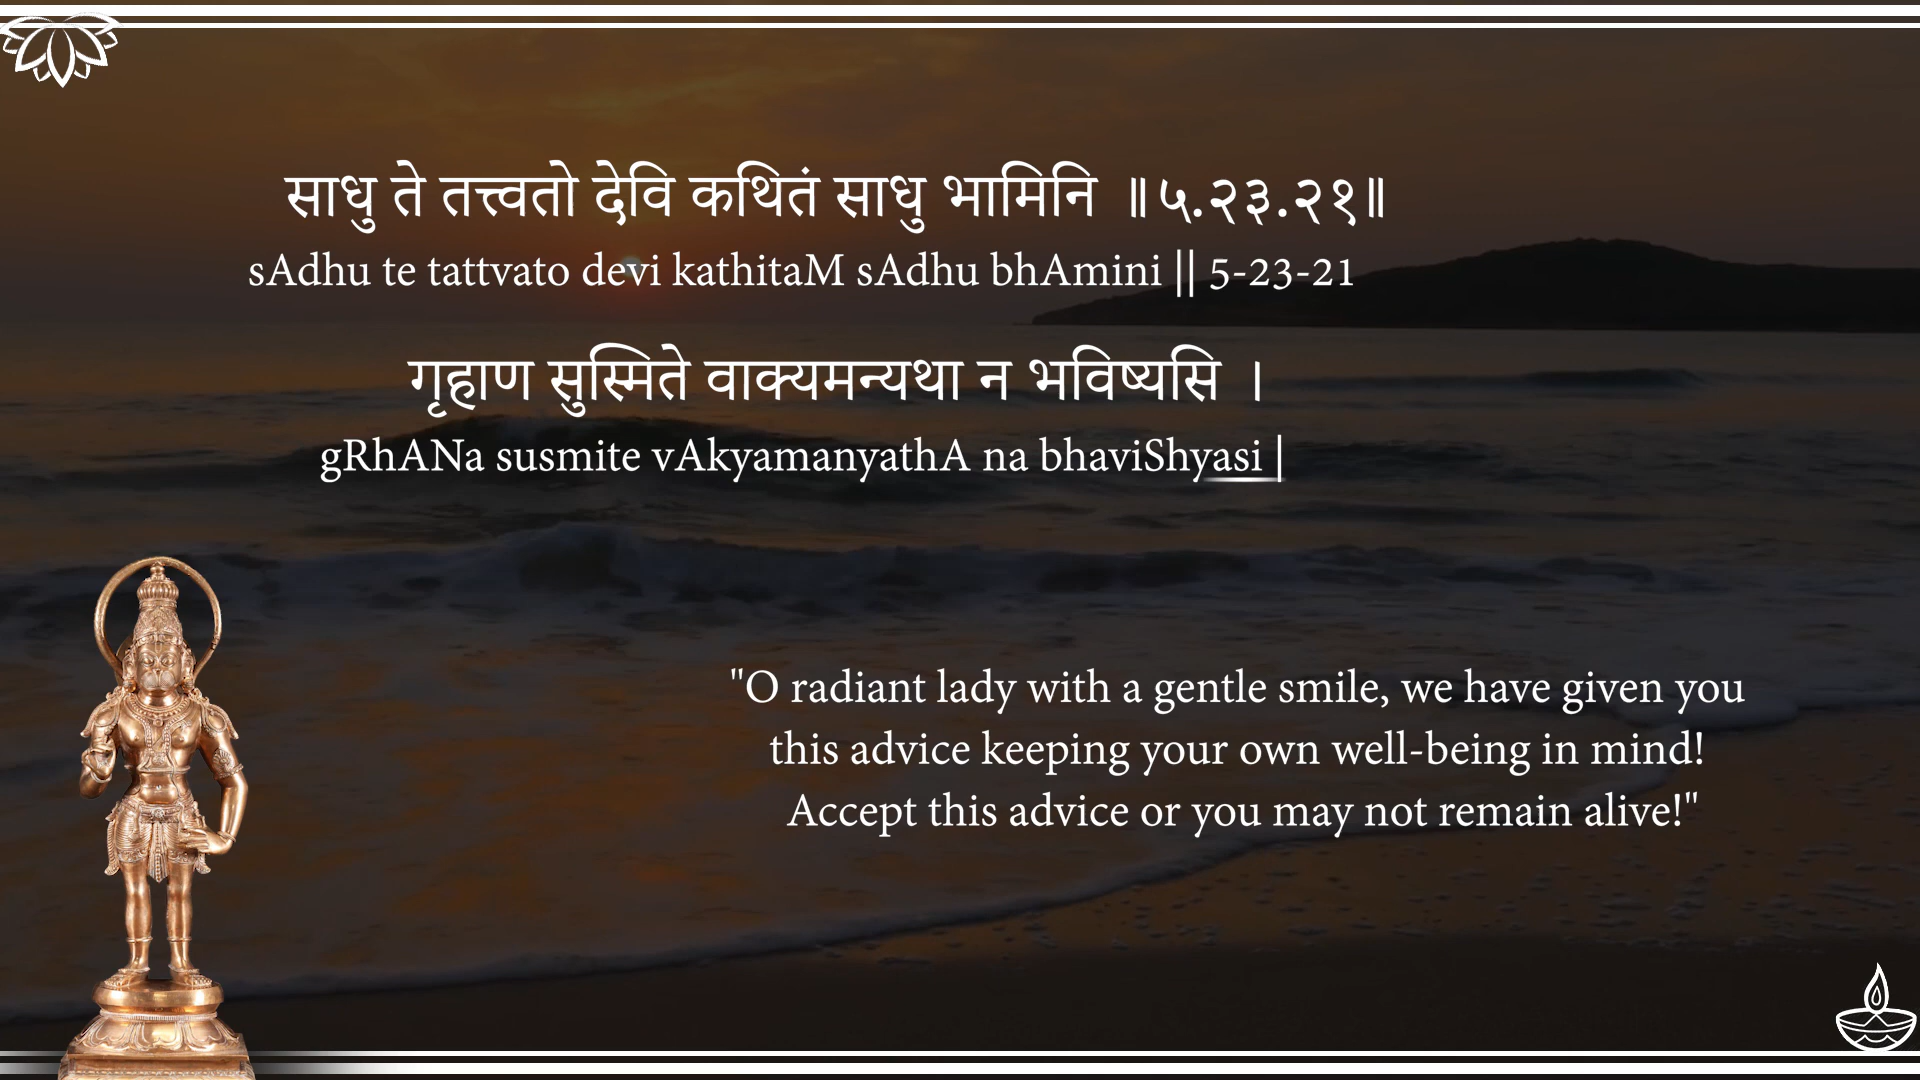 साधु ते तत्त्वतो देवि कथितं साधु भामिनि ॥५.२३.२१॥
sAdhu te tattvato devi kathitaM sAdhu bhAmini || 5-23-21
गृहाण सुस्मिते वाक्यमन्यथा न भविष्यसि ।
gRhANa susmite vAkyamanyathA na bhaviShyasi |
"O radiant lady with a gentle smile, we have given you
this advice keeping your own well-being in mind!
Accept this advice or you may not remain alive!"